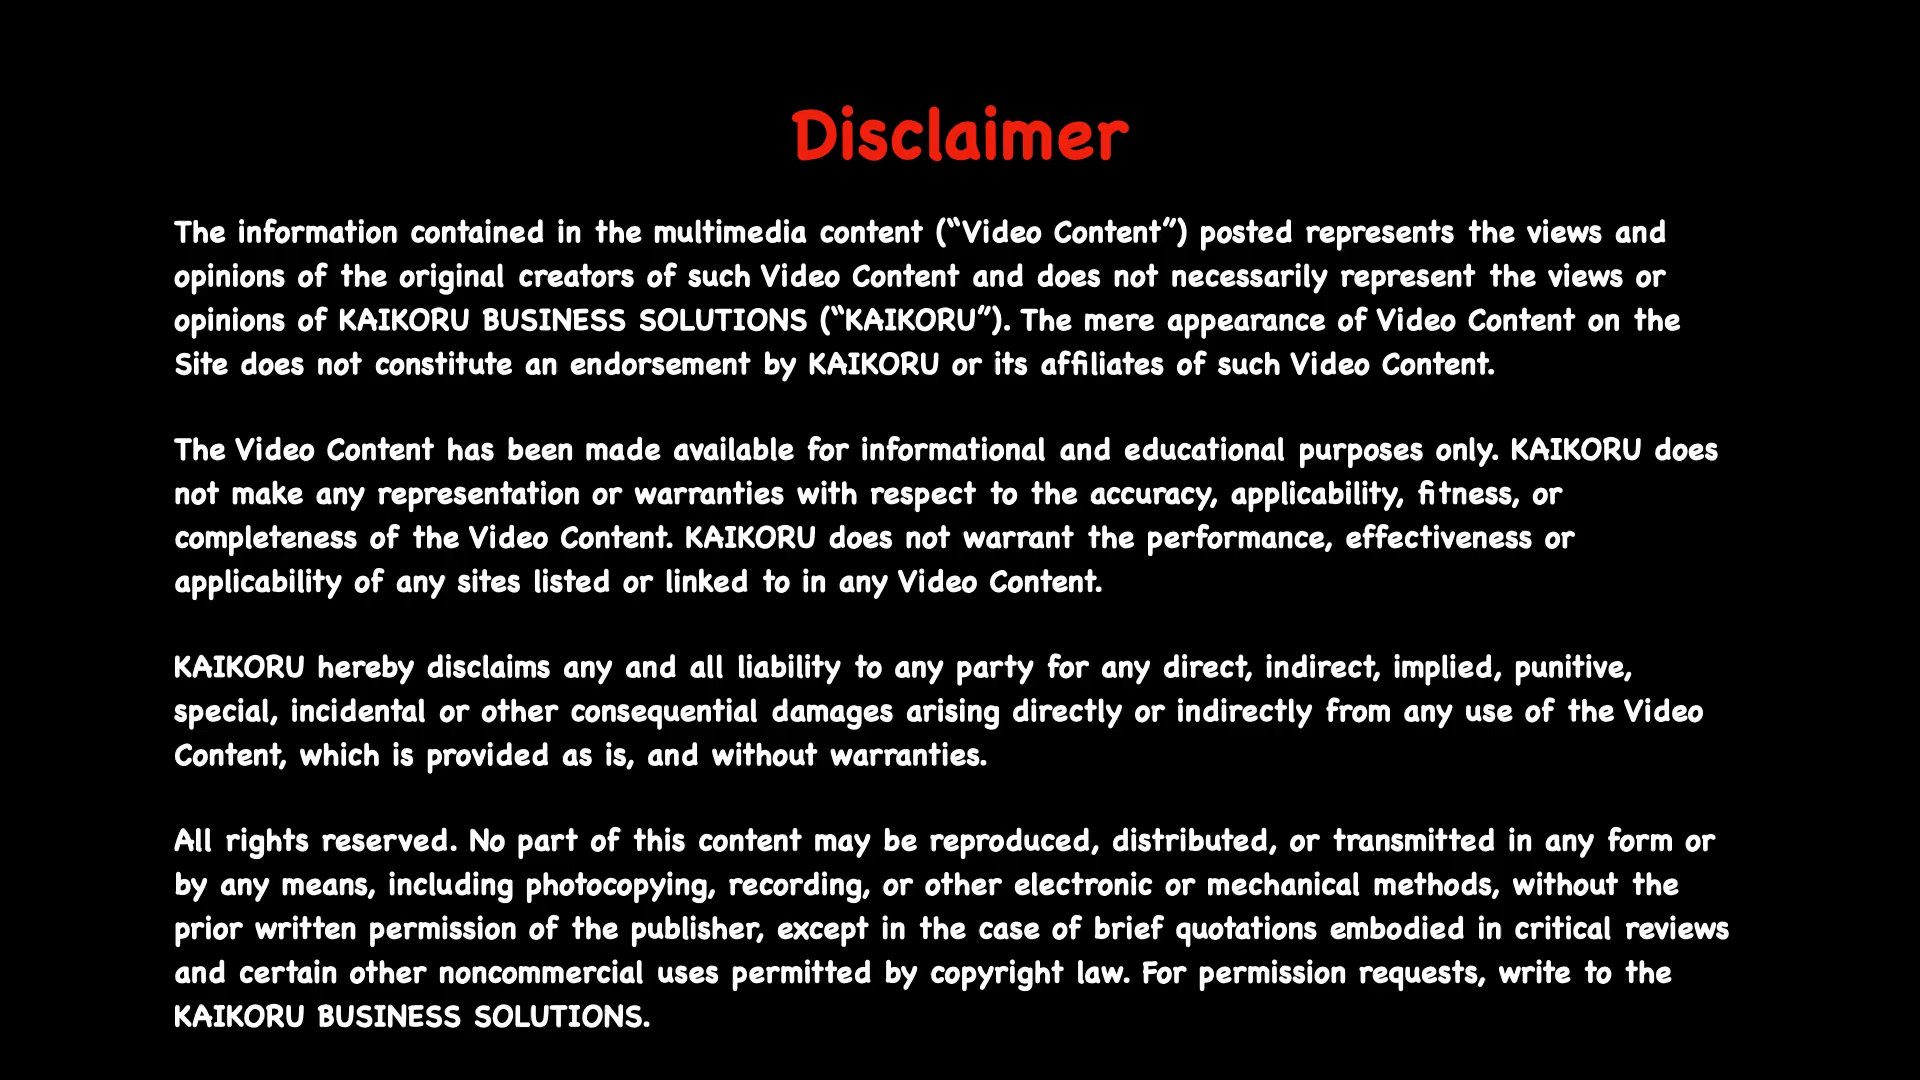 Disclaimer
The information contained in the multimedia content (“Video Content”) posted represents the views and
opinions of the original creators of such Video Content and does not necessarily represent the views or
opinions of KAIKORU BUSINESS SOLUTIONS (“KAIKORU”). The mere appearance of Video Content on the
Site does not constitute an endorsement by KAIKORU or its affiliates of such Video Content.
The Video Content has been made available for informational and educational purposes only. KAIKORU does
not make any representation or warranties with respect to the accuracy, applicability, fitness, or
completeness of the Video Content. KAIKORU does not warrant the performance, effectiveness or
applicability of any sites listed or linked to in any Video Content.
KAIKORU hereby disclaims any and all liability to any party for any direct, indirect, implied, punitive,
special, incidental or other consequential damages arising directly or indirectly from any use of the Video
Content, which is provided as is, and without warranties.
All rights reserved. No part of this content may be reproduced, distributed, or transmitted in any form or
by any means, including photocopying, recording, or other electronic or mechanical methods, without the
prior written permission of the publisher, except in the case of brief quotations embodied in critical reviews
and certain other noncommercial uses permitted by copyright law. For permission requests, write to the
KAIKORU BUSINESS SOLUTIONS.